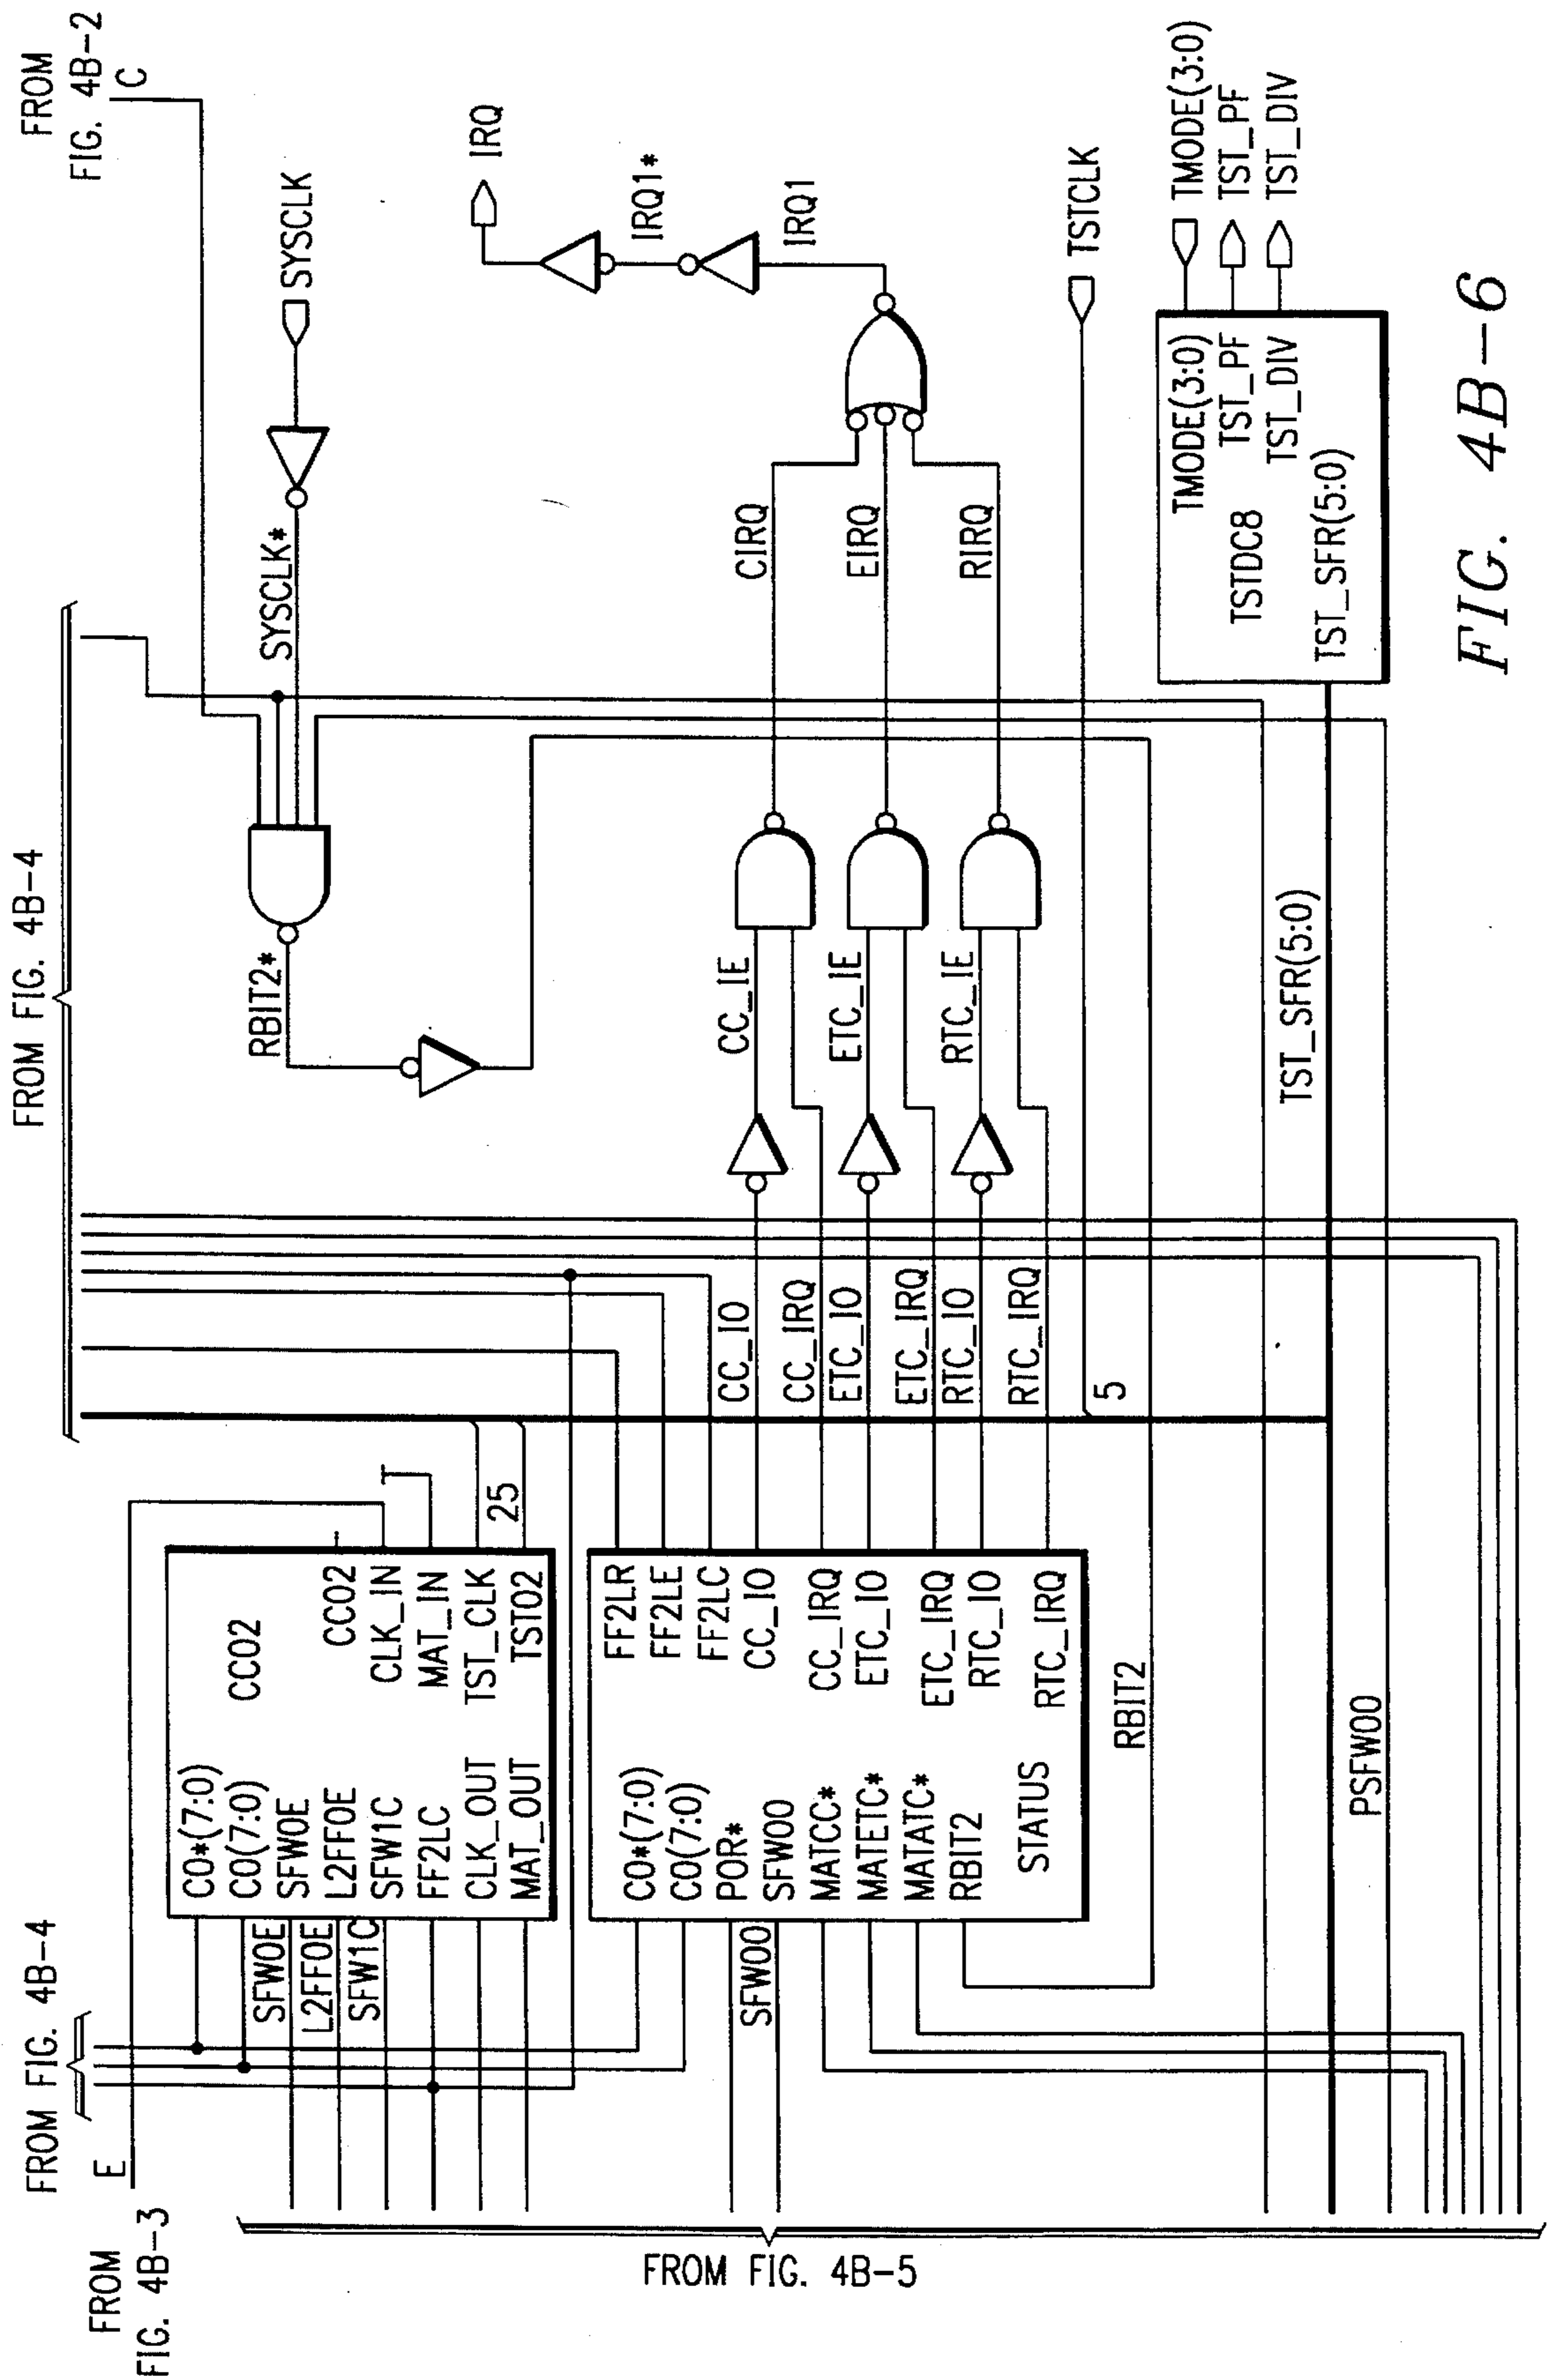 FROM
FIG. 4B-2
C
FROM FIG. 4B-4
FROM FIG. 4B-4
E
FROM
FIG. 4B-3
FROM FIG. 4B-5
CCO2
CO*(7:0)
CO(7:0)
SFW0E
L2FF0E
SFW1C
FF2LC
CLK_OUT
MAT_OUT
CCO2
CLK_IN
MAT_IN
TST_CLK
TST02
SFW0E
L2FF0E
SFW1C
25
CO*(7:0)
CO(7:0)
POR*
SFW00
MATCC*
MATETC*
MATATC*
RBIT2
STATUS
FF2LR
FF2LE
FF2LC
CC_IO
CC_IRQ
ETC_IO
ETC_IRQ
RTC_IO
RTC_IRQ
SFW00
RBIT2
CC_IO
CC_IRQ
ETC_IO
ETC_IRQ
RTC_IO
RTC_IRQ
5
CC_IE
ETC_IE
RTC_IE
RBIT2*
SYSCLK*
SYSCLK
CIRQ
EIRQ
RIRQ
IRQ1
IRQ1*
IRQ
TSTCLK
TST_SFR(5:0)
PSFW00
TMODE(3:0)
TST_PF
TST_DIV
TSTDC8
TST_SFR(5:0)
TMODE(3:0)
TST_PF
TST_DIV
FIG. 4B-6